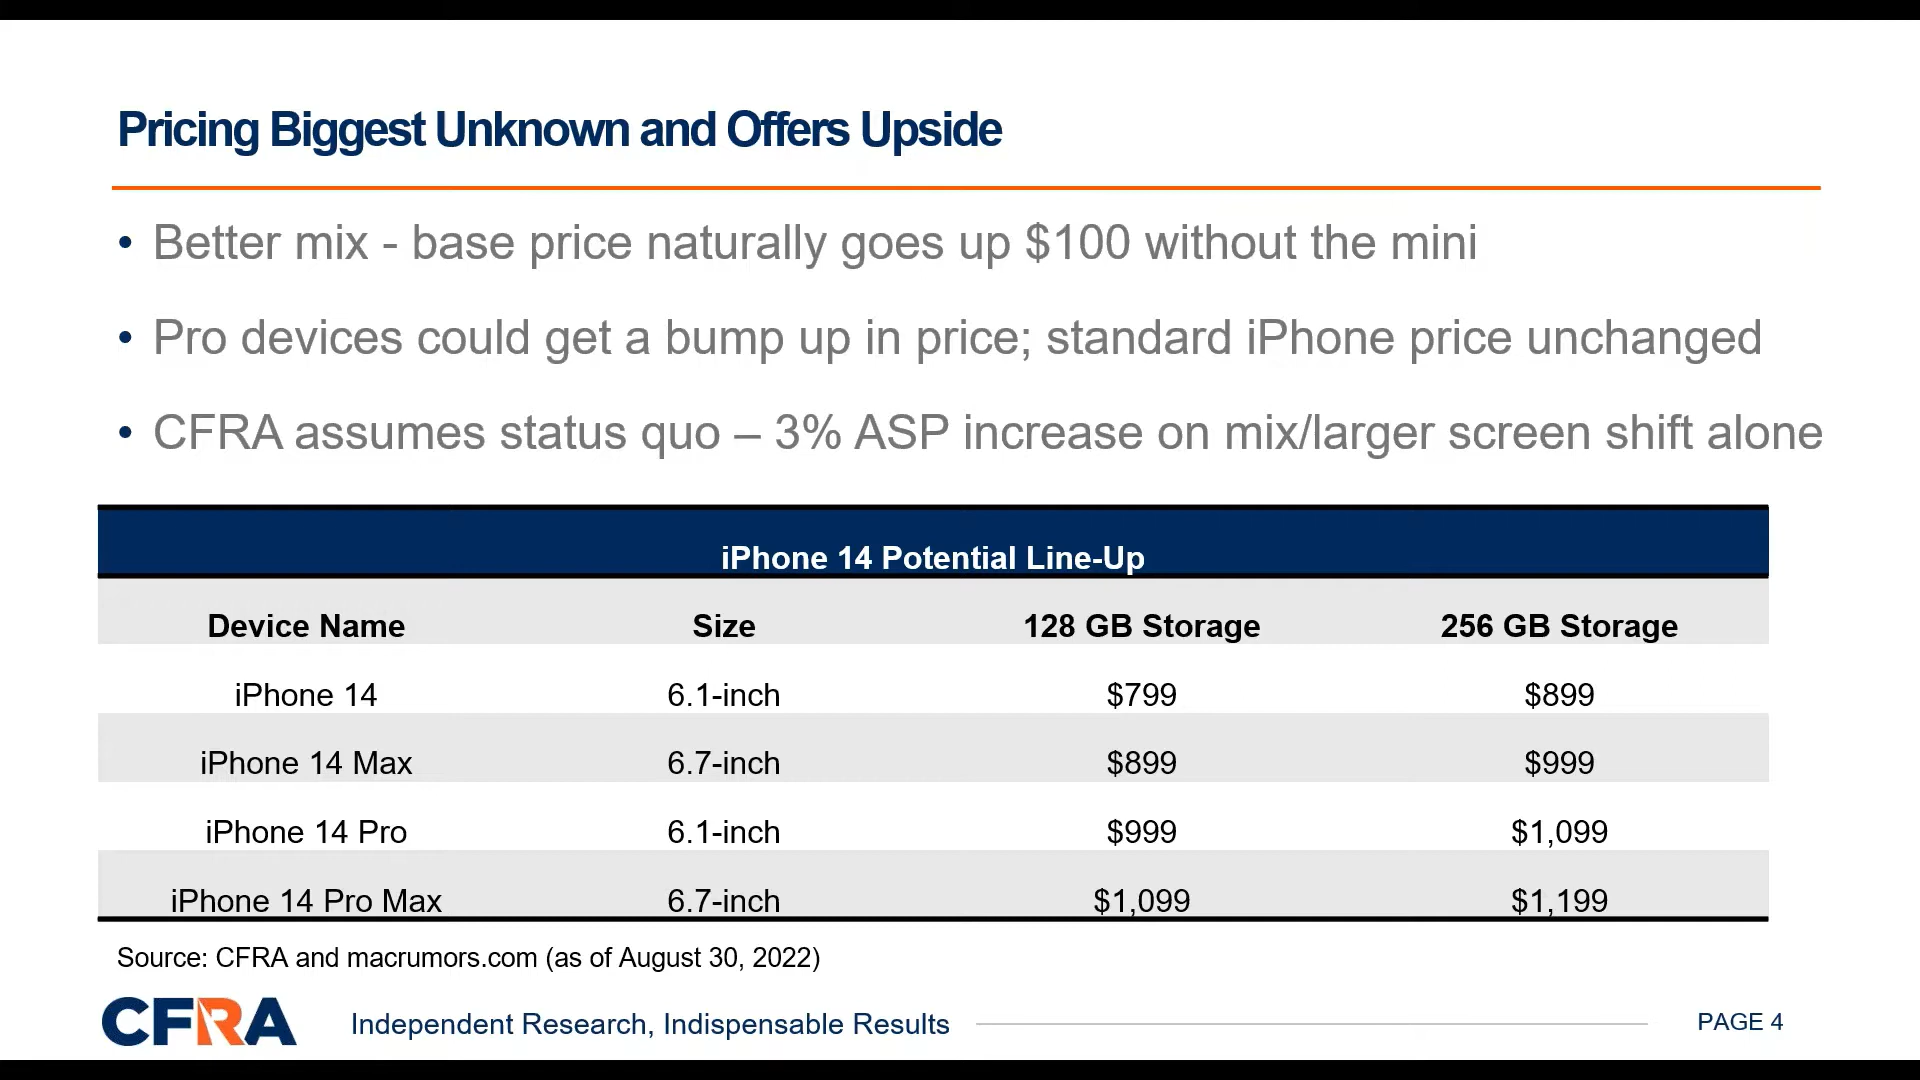 Pricing Biggest Unknown and Offers Upside
• Better mix - base price naturally goes up $100 without the mini
• Pro devices could get a bump up in price; standard iPhone price unchanged
• CFRA assumes status quo – 3% ASP increase on mix/larger screen shift alone
iPhone 14 Potential Line-Up
Device Name Size 128 GB Storage 256 GB Storage
iPhone 14 6.1-inch $799 $899
iPhone 14 Max 6.7-inch $899 $999
iPhone 14 Pro 6.1-inch $999 $1,099
iPhone 14 Pro Max 6.7-inch $1,099 $1,199
Source: CFRA and macrumors.com (as of August 30, 2022)
CFRA Independent Research, Indispensable Results PAGE 4